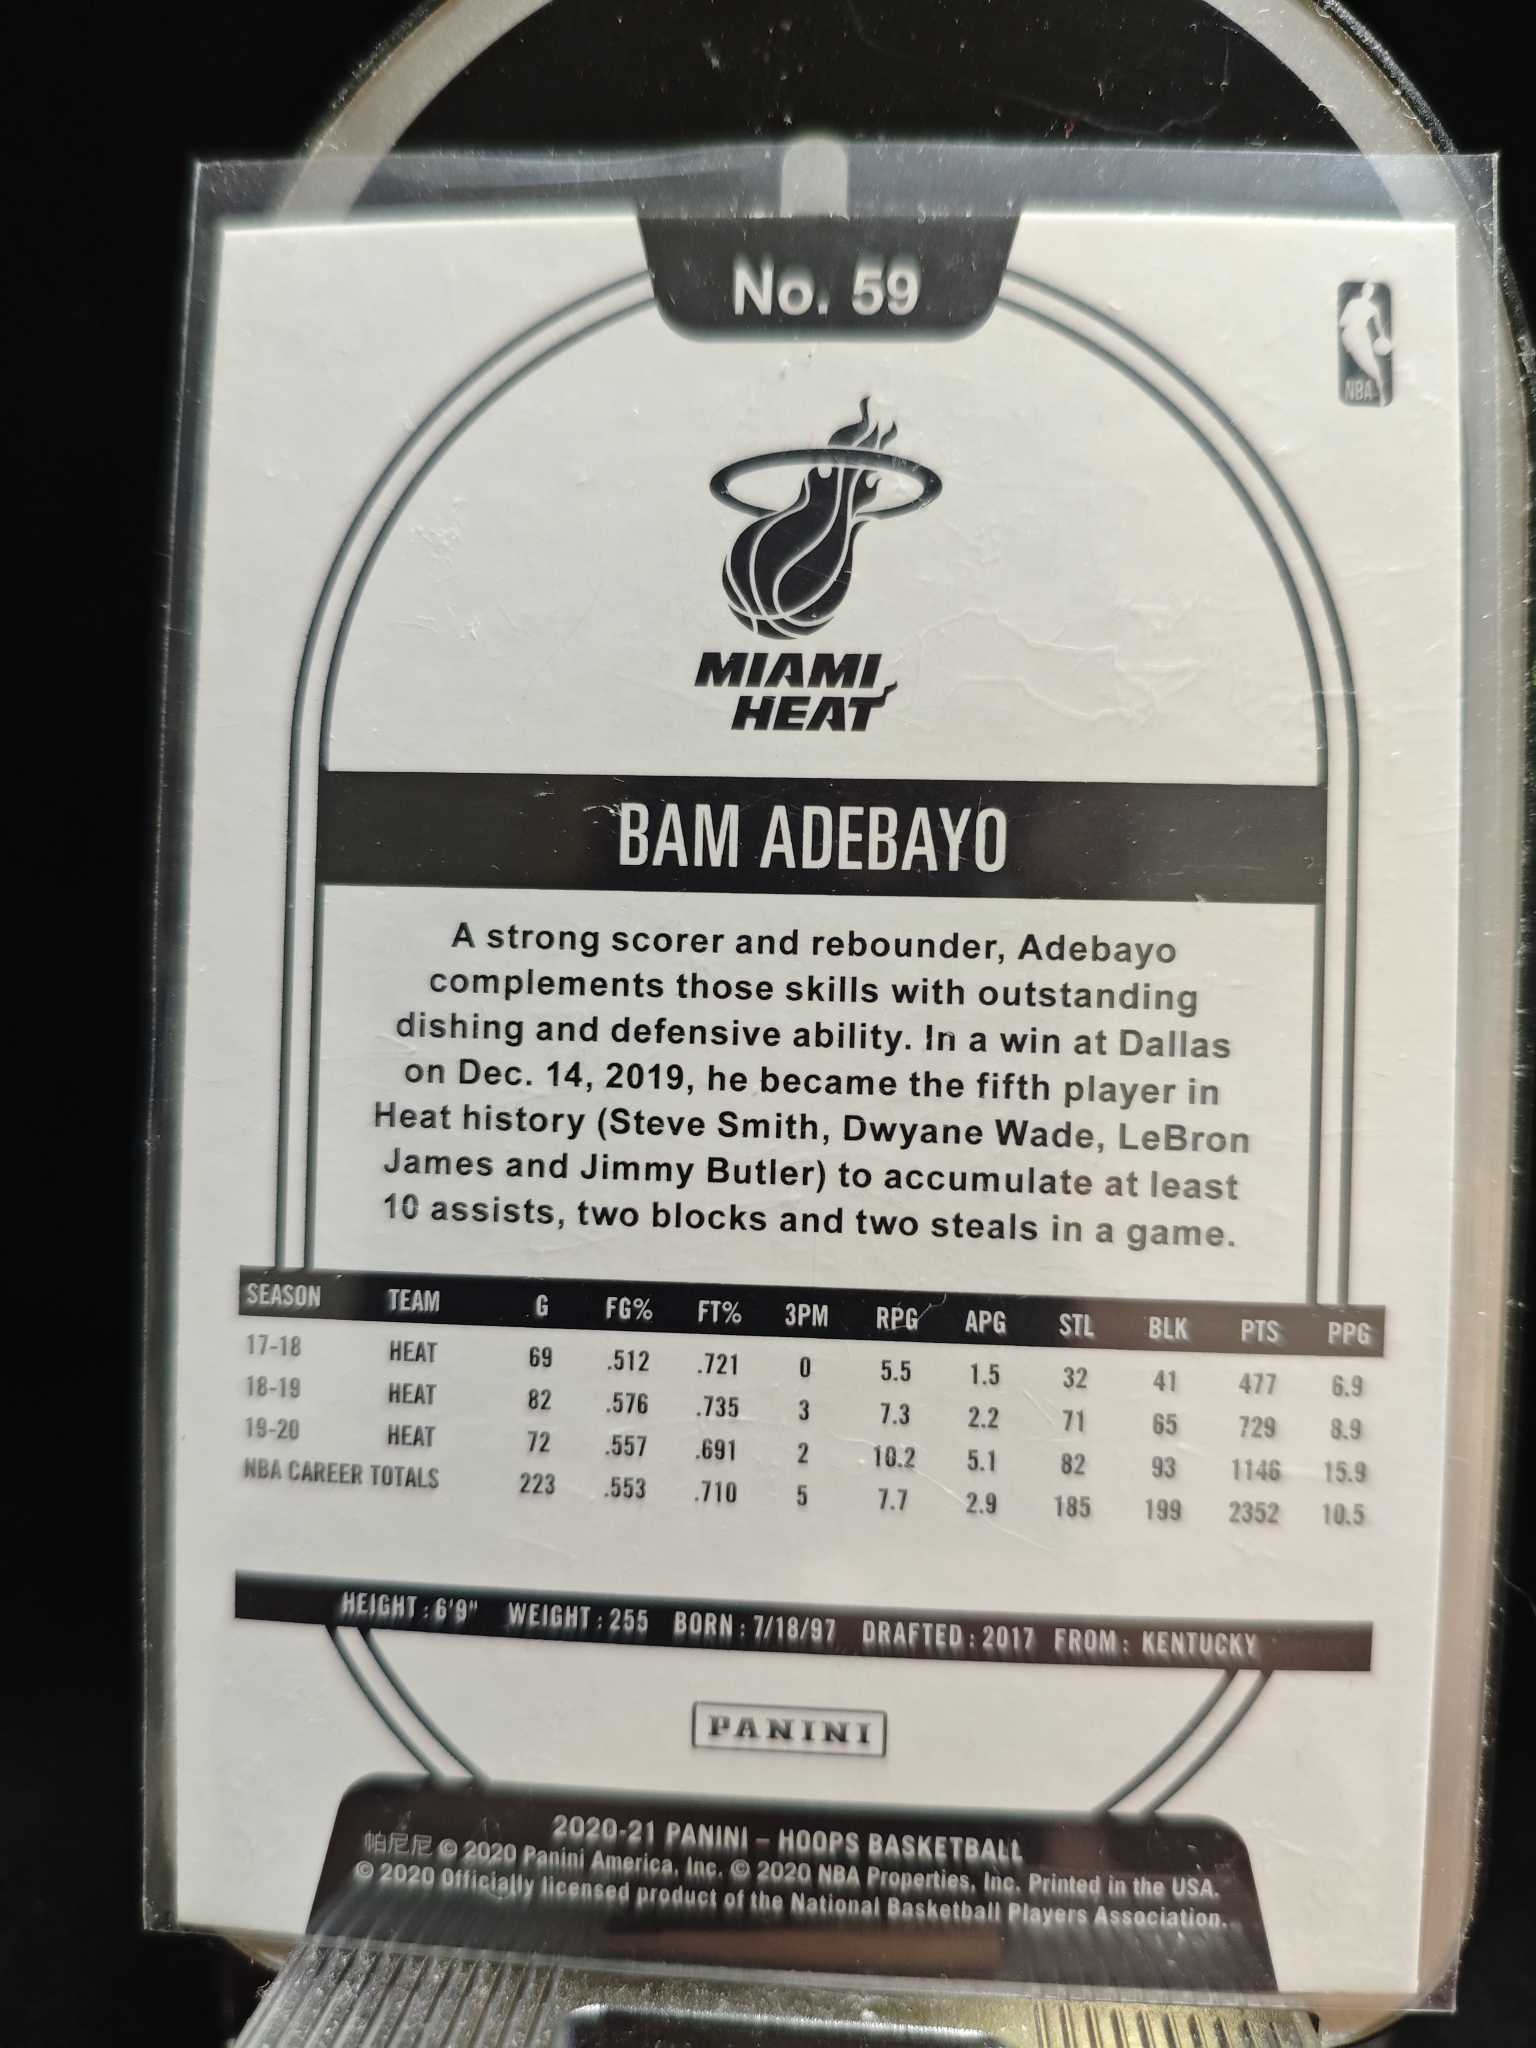 No. 59
NBA
MIAMI
HEAT
BAM ADEBAYO
A strong scorer and rebounder, Adebayo
complements those skills with outstanding
dishing and defensive ability. In a win at Dallas
on Dec. 14, 2019, he became the fifth player in
Heat history (Steve Smith, Dwyane Wade, LeBron
James and Jimmy Butler) to accumulate at least
10 assists, two blocks and two steals in a game.
SEASON TEAM G FG% FT% 3PM RPG APG STL BLK PTS PPG
17-18 HEAT 69 .512 .721 0 5.5 1.5 32 41 477 6.9
18-19 HEAT 82 .576 .735 3 7.3 2.2 71 65 729 8.9
19-20 HEAT 72 .557 .691 2 10.2 5.1 82 93 1146 15.9
NBA CAREER TOTALS 223 .553 .710 5 7.7 2.9 185 199 2352 10.5
HEIGHT : 6'9" WEIGHT : 255 BORN : 7/18/97 DRAFTED : 2017 FROM : KENTUCKY
PANINI
2020-21 PANINI – HOOPS BASKETBALL
帕尼尼 © 2020 Panini America, Inc. © 2020 NBA Properties, Inc. Printed in the USA.
© 2020 Officially licensed product of the National Basketball Players Association.